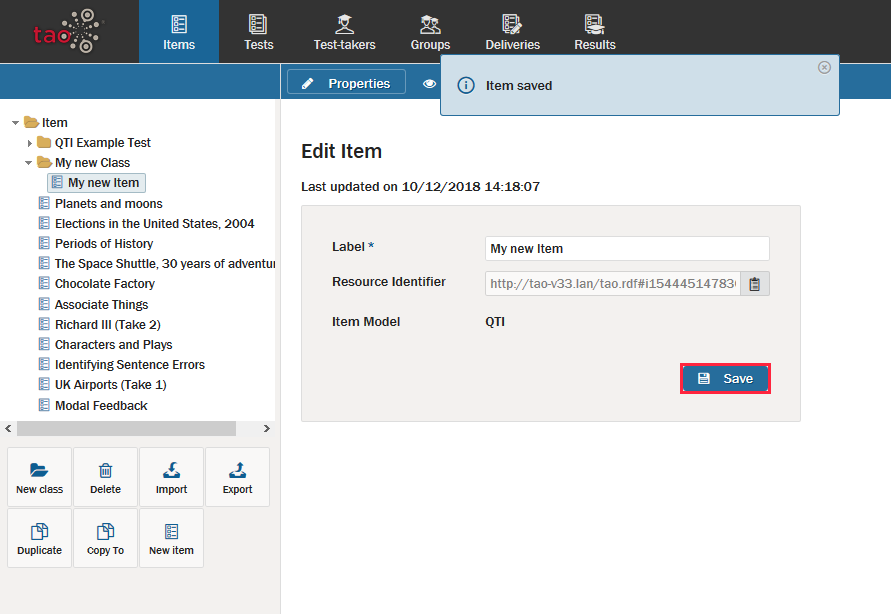 tao
Items
Tests
Test-takers
Groups
Deliveries
Results
Properties
Item saved
Item
QTI Example Test
My new Class
My new Item
Planets and moons
Elections in the United States, 2004
Periods of History
The Space Shuttle, 30 years of adventur
Chocolate Factory
Associate Things
Richard III (Take 2)
Characters and Plays
Identifying Sentence Errors
UK Airports (Take 1)
Modal Feedback
New class
Delete
Import
Export
Duplicate
Copy To
New item
Edit Item
Last updated on 10/12/2018 14:18:07
Label *
My new Item
Resource Identifier
http://tao-v33.lan/tao.rdf#i154445147836
Item Model
QTI
Save